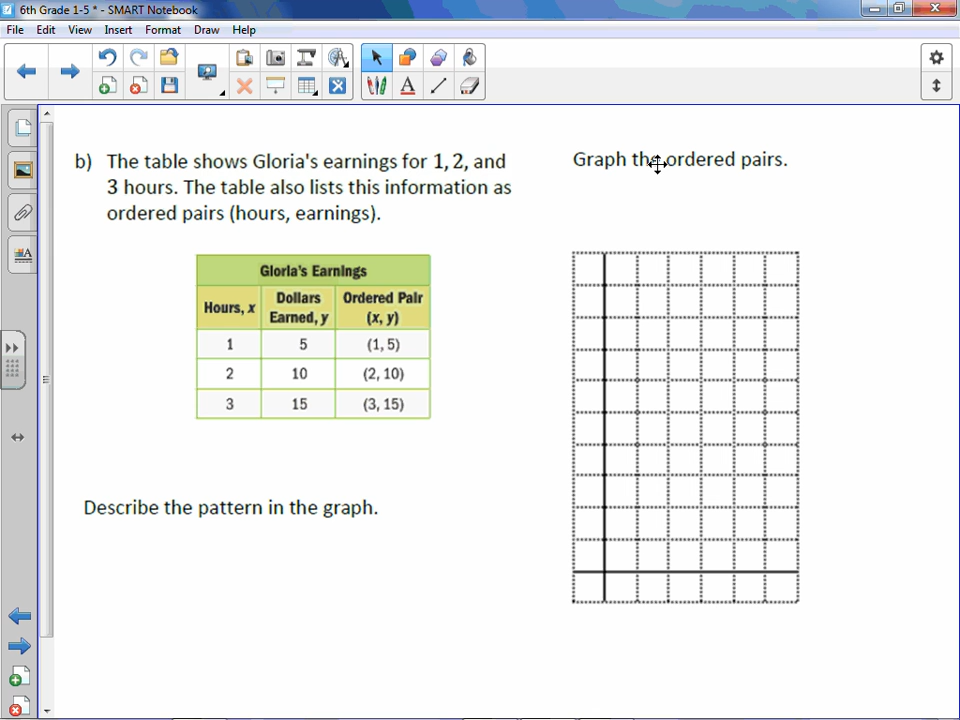 6th Grade 1-5 * - SMART Notebook
File Edit View Insert Format Draw Help
b) The table shows Gloria's earnings for 1, 2, and
3 hours. The table also lists this information as
ordered pairs (hours, earnings).
Graph the ordered pairs.
Gloria's Earnings
Hours, x Dollars Earned, y Ordered Pair (x, y)
1 5 (1, 5)
2 10 (2, 10)
3 15 (3, 15)
Describe the pattern in the graph.